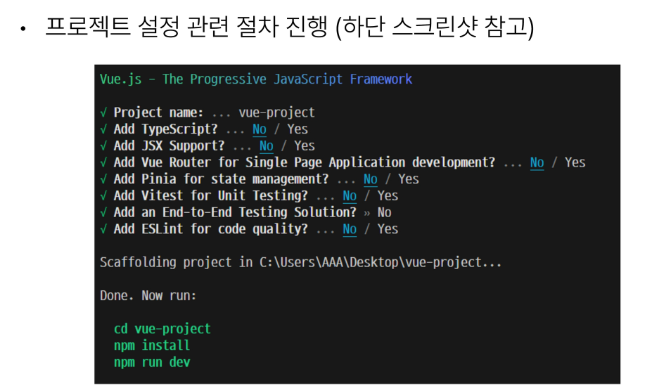 • 프로젝트 설정 관련 절차 진행 (하단 스크린샷 참고)
Vue.js - The Progressive JavaScript Framework
√ Project name: ... vue-project
√ Add TypeScript? ... No / Yes
√ Add JSX Support? ... No / Yes
√ Add Vue Router for Single Page Application development? ... No / Yes
√ Add Pinia for state management? ... No / Yes
√ Add Vitest for Unit Testing? ... No / Yes
√ Add an End-to-End Testing Solution? » No
√ Add ESLint for code quality? ... No / Yes
Scaffolding project in C:\Users\AAA\Desktop\vue-project...
Done. Now run:
cd vue-project
npm install
npm run dev